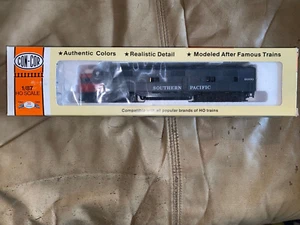 CON-COR
• Authentic Colors • Realistic Detail • Modeled After Famous Trains
1/87
HO SCALE
SOUTHERN PACIFIC
Compatible with all popular brands of HO trains